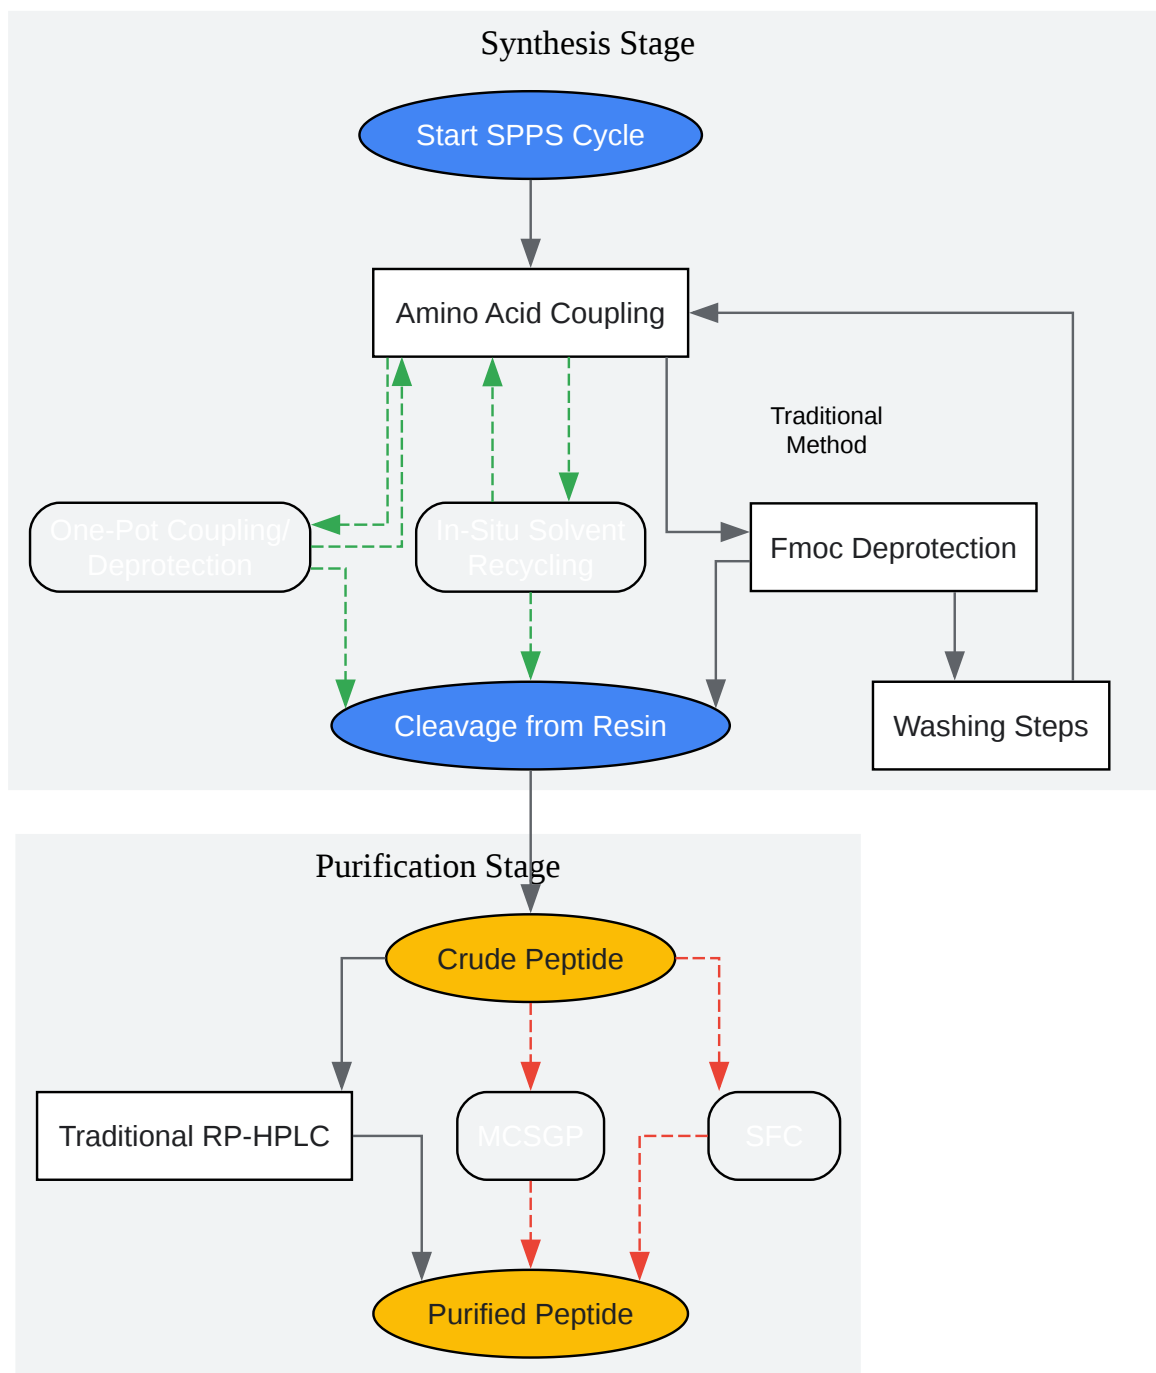 Synthesis Stage
Start SPPS Cycle
Amino Acid Coupling
Traditional
Method
One-Pot Coupling/
Deprotection
In-Situ Solvent
Recycling
Fmoc Deprotection
Cleavage from Resin
Washing Steps
Purification Stage
Crude Peptide
Traditional RP-HPLC
MCSGP
SFC
Purified Peptide